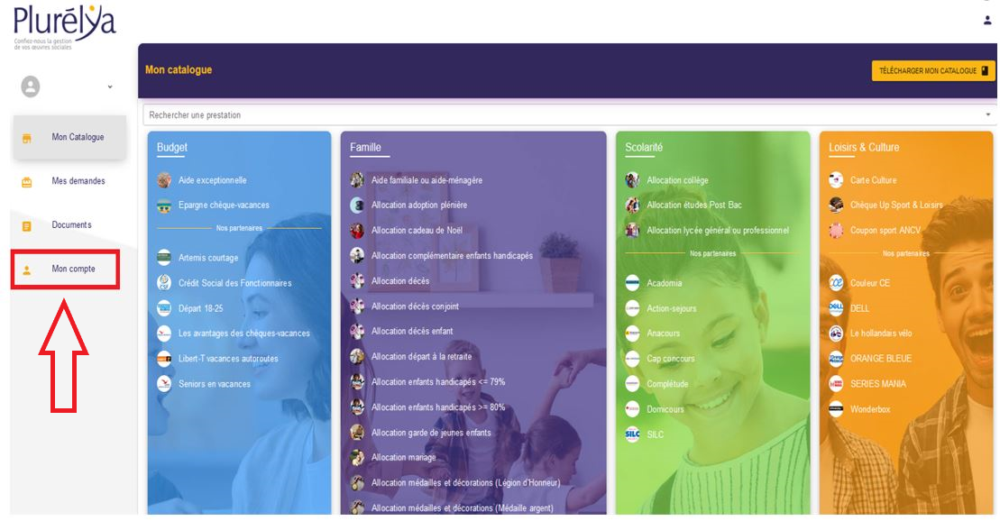 Plurélya
Confiez-nous la gestion
de vos œuvres sociales
Mon Catalogue
Mes demandes
Documents
Mon compte
Mon catalogue
TÉLÉCHARGER MON CATALOGUE
Rechercher une prestation
Budget
Aide exceptionnelle
Epargne chèque-vacances
Nos partenaires
Artemis courtage
Crédit Social des Fonctionnaires
Départ 18-25
Les avantages des chèques-vacances
Libert-T vacances autoroutes
Seniors en vacances
Famille
Aide familiale ou aide-ménagère
Allocation adoption plénière
Allocation cadeau de Noël
Allocation complémentaire enfants handicapés
Allocation décès
Allocation décès conjoint
Allocation décès enfant
Allocation départ à la retraite
Allocation enfants handicapés <= 79%
Allocation enfants handicapés >= 80%
Allocation garde de jeunes enfants
Allocation mariage
Allocation médailles et décorations (Légion d'Honneur)
Allocation médailles et décorations (Médaille argent)
Scolarité
Allocation collège
Allocation études Post Bac
Allocation lycée général ou professionnel
Nos partenaires
Acadomia
Action-sejours
Anacours
Cap concours
Complétude
Domicours
SILC
SILC
Loisirs & Culture
Carte Culture
Chèque Up Sport & Loisirs
Coupon sport ANCV
Nos partenaires
Couleur CE
DELL
DELL
Le hollandais vélo
ORANGE BLEUE
SERIES MANIA
Wonderbox